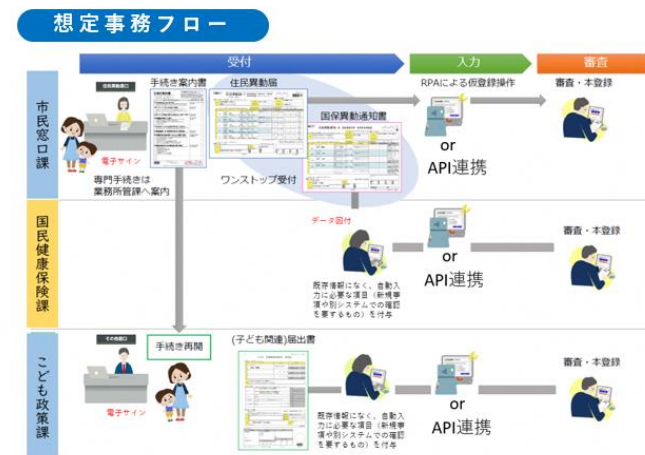 想定事務フロー
受付
入力
審査
市民窓口課
住民異動窓口
電子サイン
手続き案内書
住民異動届
国保異動通知書
専門手続きは
業務所管課へ案内
ワンストップ受付
RPAによる仮登録操作
or
API連携
審査・本登録
国民健康保険課
データ回付
既存情報になく、自動入
力に必要な項目（新規事
項や別システムでの確認
を要するもの）を付与
or
API連携
審査・本登録
こども政策課
その他窓口
電子サイン
手続き再開
(子ども関連)届出書
既存情報になく、自動入
力に必要な項目（新規事
項や別システムでの確認
を要するもの）を付与
or
API連携
審査・本登録